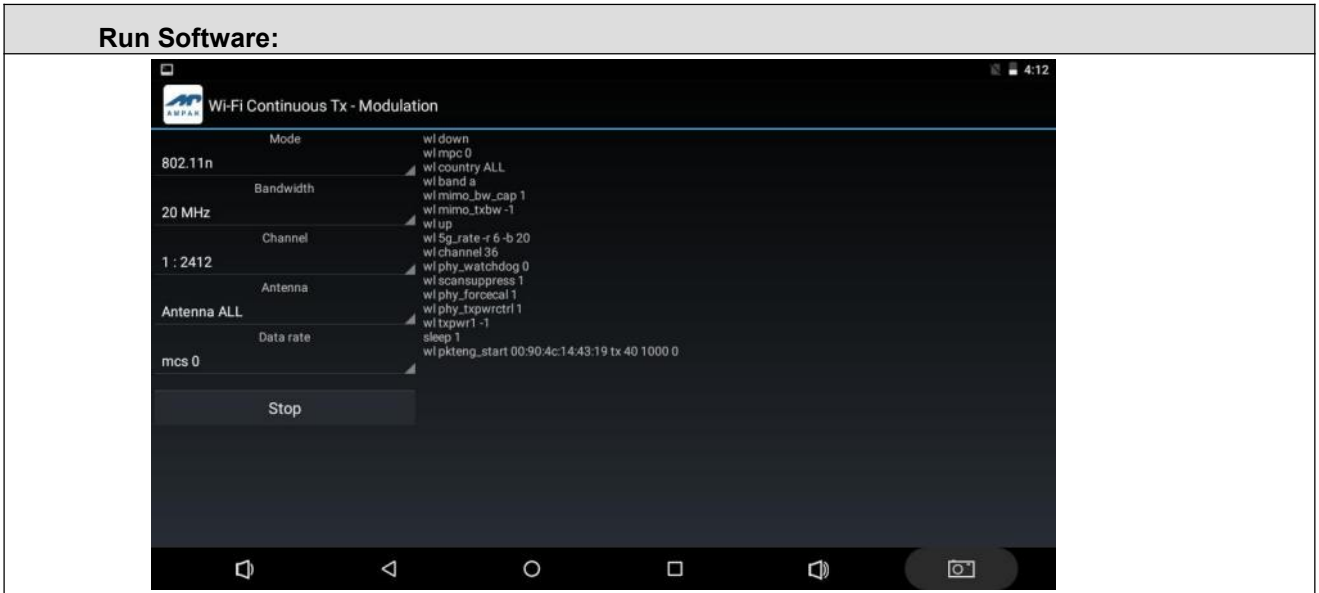 Run Software:
4:12
AMPAK
Wi-Fi Continuous Tx - Modulation
Mode
802.11n
Bandwidth
20 MHz
Channel
1 : 2412
Antenna
Antenna ALL
Data rate
mcs 0
Stop
wl down
wl mpc 0
wl country ALL
wl band a
wl mimo_bw_cap 1
wl mimo_txbw -1
wl up
wl 5g_rate -r 6 -b 20
wl channel 36
wl phy_watchdog 0
wl scansuppress 1
wl phy_forcecal 1
wl phy_txpwrctrl 1
wl txpwr1 -1
sleep 1
wl pkteng_start 00:90:4c:14:43:19 tx 40 1000 0